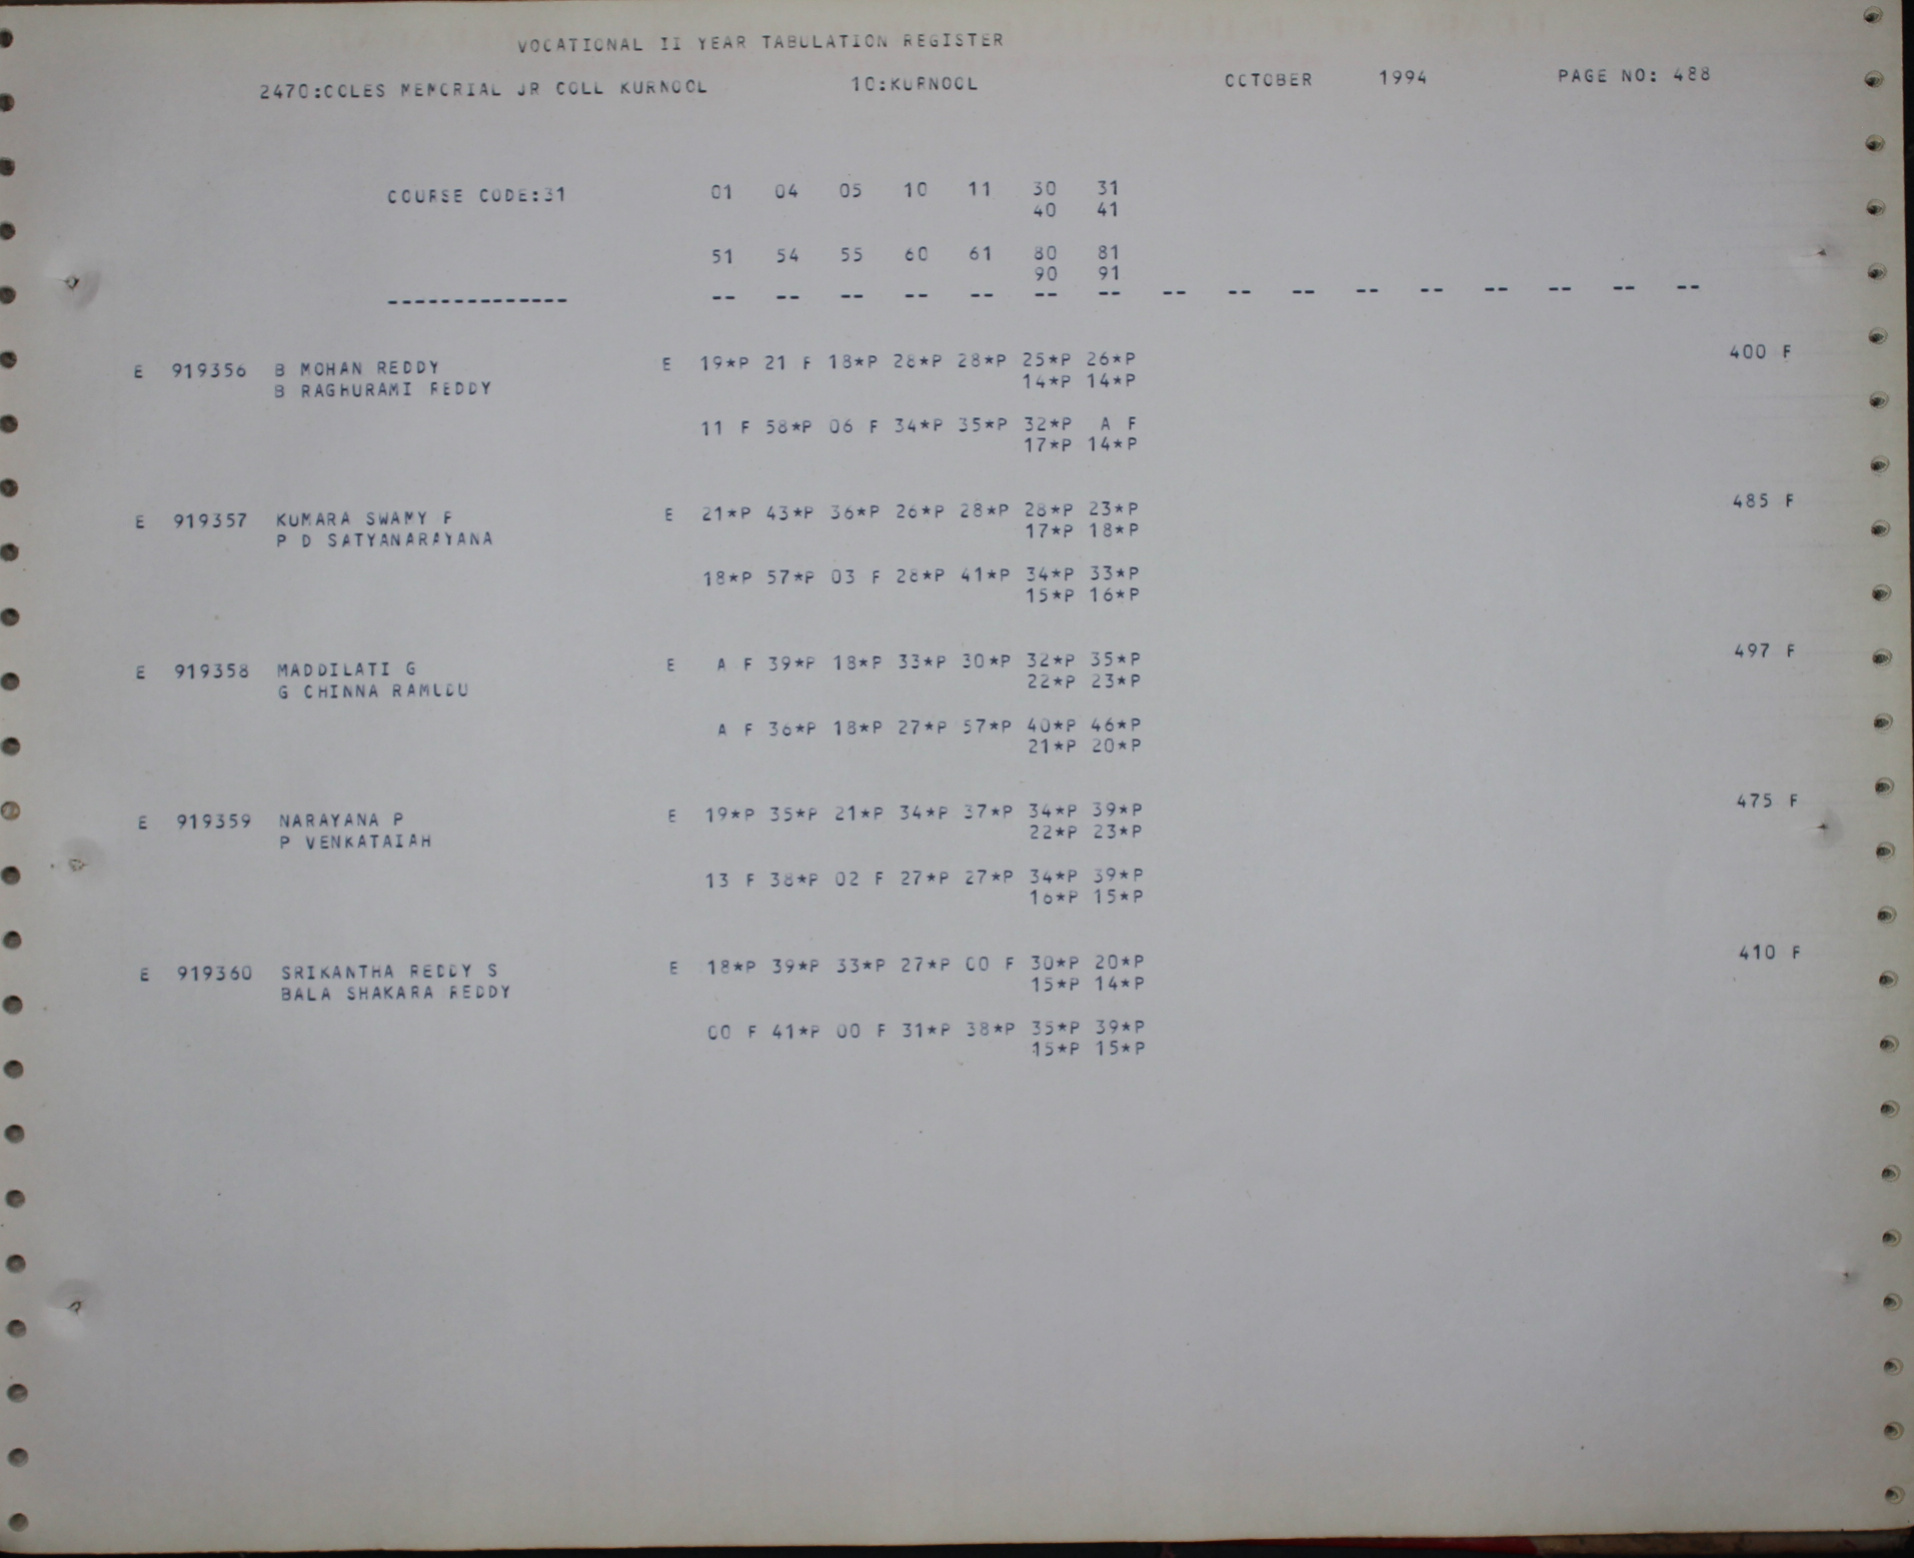 VOCATIONAL II YEAR TABULATION REGISTER
2470:COLES MEMORIAL JR COLL KURNOOL 10:KURNOOL OCTOBER 1994 PAGE NO: 488
COURSE CODE:31 01 04 05 10 11 30 31
40 41
51 54 55 60 61 80 81
90 91
-------------- -- -- -- -- -- -- -- -- -- -- -- -- -- -- -- --
E 919356 B MOHAN REDDY E 19*P 21 F 18*P 28*P 28*P 25*P 26*P 400 F
B RAGHURAMI REDDY 14*P 14*P
11 F 58*P 06 F 34*P 35*P 32*P A F
17*P 14*P
E 919357 KUMARA SWAMY P E 21*P 43*P 36*P 26*P 28*P 28*P 23*P 485 F
P D SATYANARAYANA 17*P 18*P
18*P 57*P 03 F 28*P 41*P 34*P 33*P
15*P 16*P
E 919358 MADDILATI G E A F 39*P 18*P 33*P 30*P 32*P 35*P 497 F
G CHINNA RAMUDU 22*P 23*P
A F 36*P 18*P 27*P 57*P 40*P 46*P
21*P 20*P
E 919359 NARAYANA P E 19*P 35*P 21*P 34*P 37*P 34*P 39*P 475 F
P VENKATAIAH 22*P 23*P
13 F 38*P 02 F 27*P 27*P 34*P 39*P
16*P 15*P
E 919360 SRIKANTHA REDDY S E 18*P 39*P 33*P 27*P 00 F 30*P 20*P 410 F
BALA SHAKARA REDDY 15*P 14*P
00 F 41*P 00 F 31*P 38*P 35*P 39*P
15*P 15*P